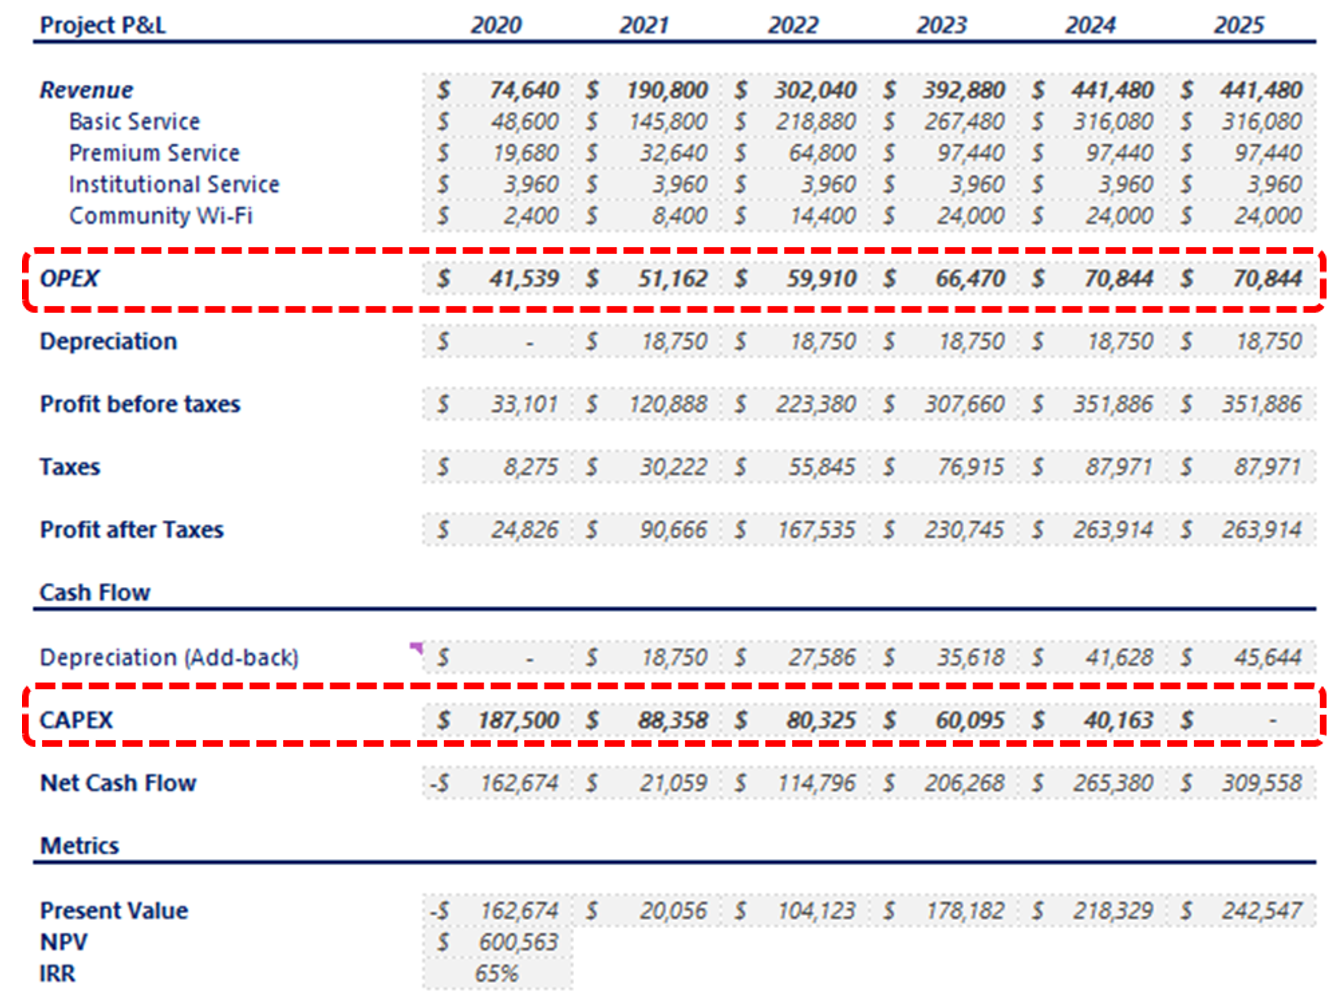 Project P&L 2020 2021 2022 2023 2024 2025
Revenue $ 74,640 $ 190,800 $ 302,040 $ 392,880 $ 441,480 $ 441,480
Basic Service $ 48,600 $ 145,800 $ 218,880 $ 267,480 $ 316,080 $ 316,080
Premium Service $ 19,680 $ 32,640 $ 64,800 $ 97,440 $ 97,440 $ 97,440
Institutional Service $ 3,960 $ 3,960 $ 3,960 $ 3,960 $ 3,960 $ 3,960
Community Wi-Fi $ 2,400 $ 8,400 $ 14,400 $ 24,000 $ 24,000 $ 24,000
OPEX $ 41,539 $ 51,162 $ 59,910 $ 66,470 $ 70,844 $ 70,844
Depreciation $ - $ 18,750 $ 18,750 $ 18,750 $ 18,750 $ 18,750
Profit before taxes $ 33,101 $ 120,888 $ 223,380 $ 307,660 $ 351,886 $ 351,886
Taxes $ 8,275 $ 30,222 $ 55,845 $ 76,915 $ 87,971 $ 87,971
Profit after Taxes $ 24,826 $ 90,666 $ 167,535 $ 230,745 $ 263,914 $ 263,914
Cash Flow
Depreciation (Add-back) $ - $ 18,750 $ 27,586 $ 35,618 $ 41,628 $ 45,644
CAPEX $ 187,500 $ 88,358 $ 80,325 $ 60,095 $ 40,163 $ -
Net Cash Flow -$ 162,674 $ 21,059 $ 114,796 $ 206,268 $ 265,380 $ 309,558
Metrics
Present Value -$ 162,674 $ 20,056 $ 104,123 $ 178,182 $ 218,329 $ 242,547
NPV $ 600,563
IRR 65%